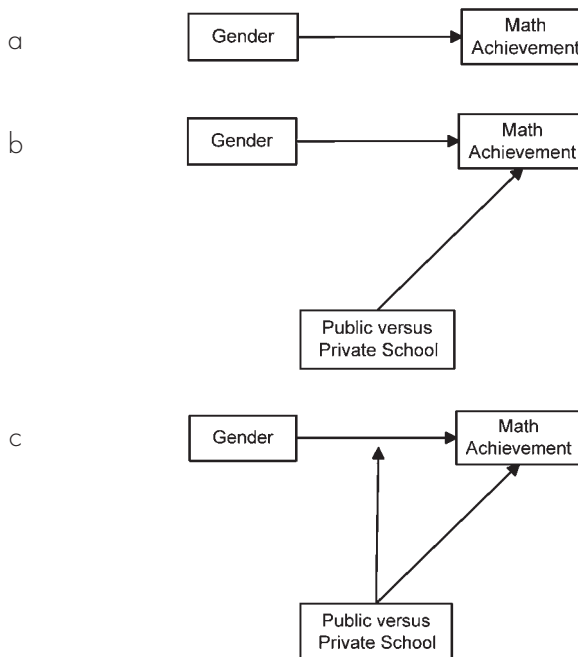 a
Gender
Math
Achievement
b
Gender
Math
Achievement
Public versus
Private School
c
Gender
Math
Achievement
Public versus
Private School